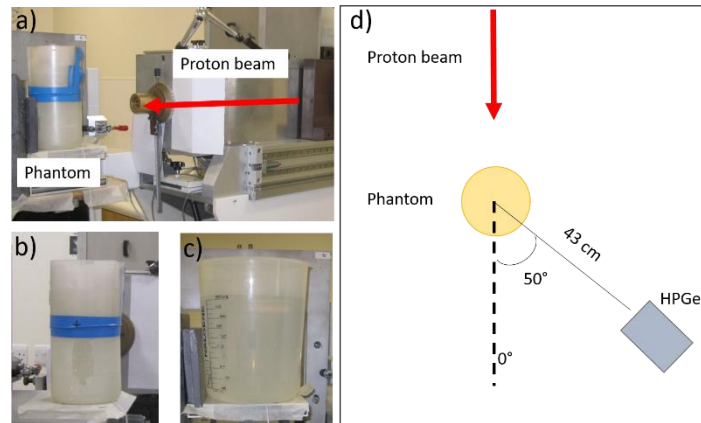 a)
Proton beam
Phantom
b)
c)
d)
Proton beam
Phantom
43 cm
50°
HPGe
0°